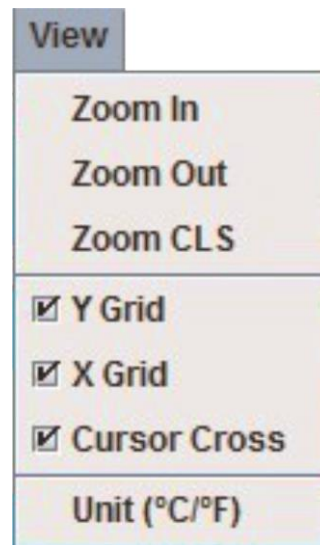 View
Zoom In
Zoom Out
Zoom CLS
Y Grid
X Grid
Cursor Cross
Unit (°C/°F)